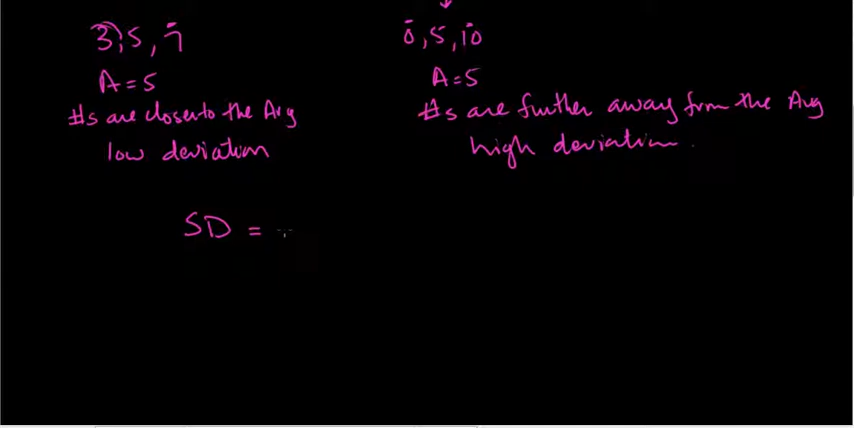 3, 5, 7
A = 5
#s are closer to the Avg
low deviation
0, 5, 10
A = 5
#s are further away from the Avg
high deviation.
SD =